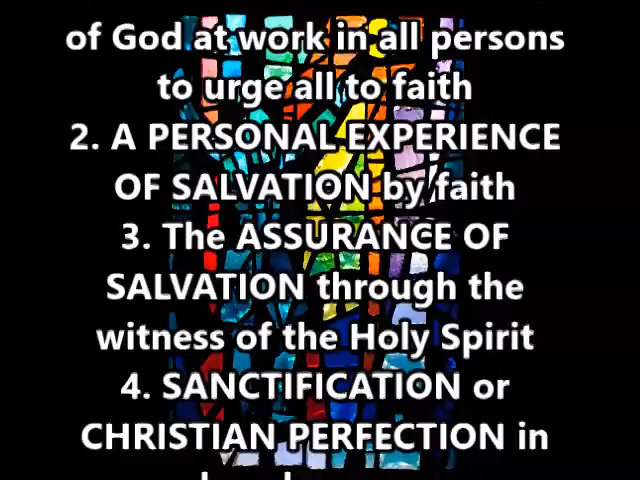 of God at work in all persons
to urge all to faith
2. A PERSONAL EXPERIENCE
OF SALVATION by faith
3. The ASSURANCE OF
SALVATION through the
witness of the Holy Spirit
4. SANCTIFICATION or
CHRISTIAN PERFECTION in